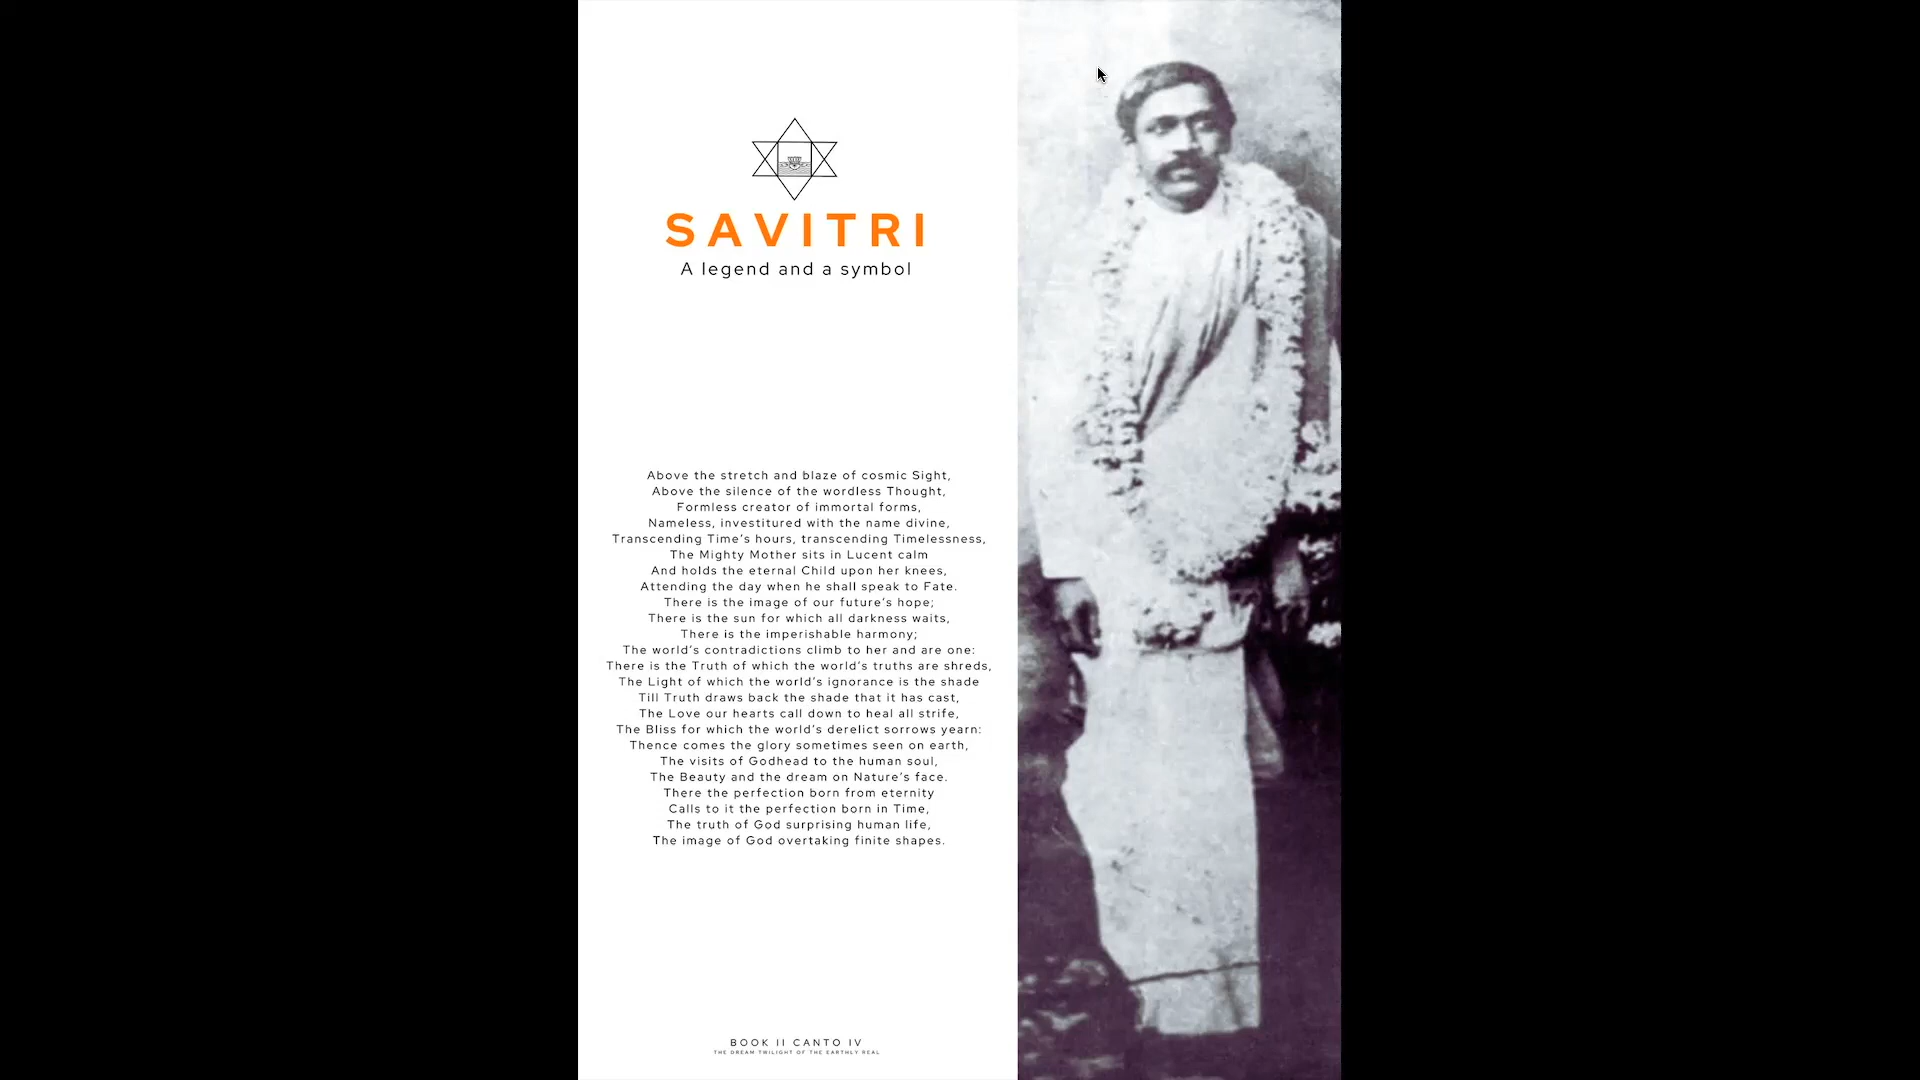 SAVITRI
A legend and a symbol
Above the stretch and blaze of cosmic Sight,
Above the silence of the wordless Thought,
Formless creator of immortal forms,
Nameless, investitured with the name divine,
Transcending Time's hours, transcending Timelessness,
The Mighty Mother sits in Lucent calm
And holds the eternal Child upon her knees,
Attending the day when he shall speak to Fate.
There is the image of our future's hope;
There is the sun for which all darkness waits,
There is the imperishable harmony;
The world's contradictions climb to her and are one:
There is the Truth of which the world's truths are shreds,
The Light of which the world's ignorance is the shade
Till Truth draws back the shade that it has cast,
The Love our hearts call down to heal all strife,
The Bliss for which the world's derelict sorrows yearn:
Thence comes the glory sometimes seen on earth,
The visits of Godhead to the human soul,
The Beauty and the dream on Nature's face.
There the perfection born from eternity
Calls to it the perfection born in Time,
The truth of God surprising human life,
The image of God overtaking finite shapes.
BOOK II CANTO IV
THE DREAM TWILIGHT OF THE EARTHLY REAL